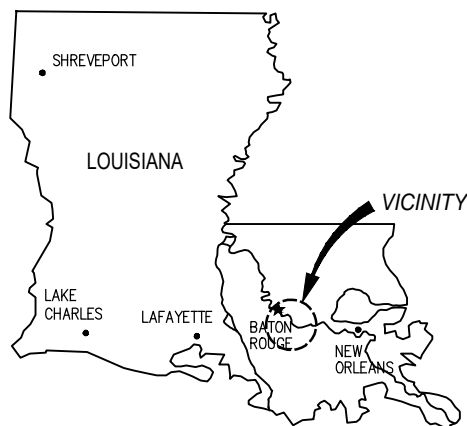 SHREVEPORT
LOUISIANA
VICINITY
LAKE
CHARLES
LAFAYETTE
BATON
ROUGE
NEW
ORLEANS